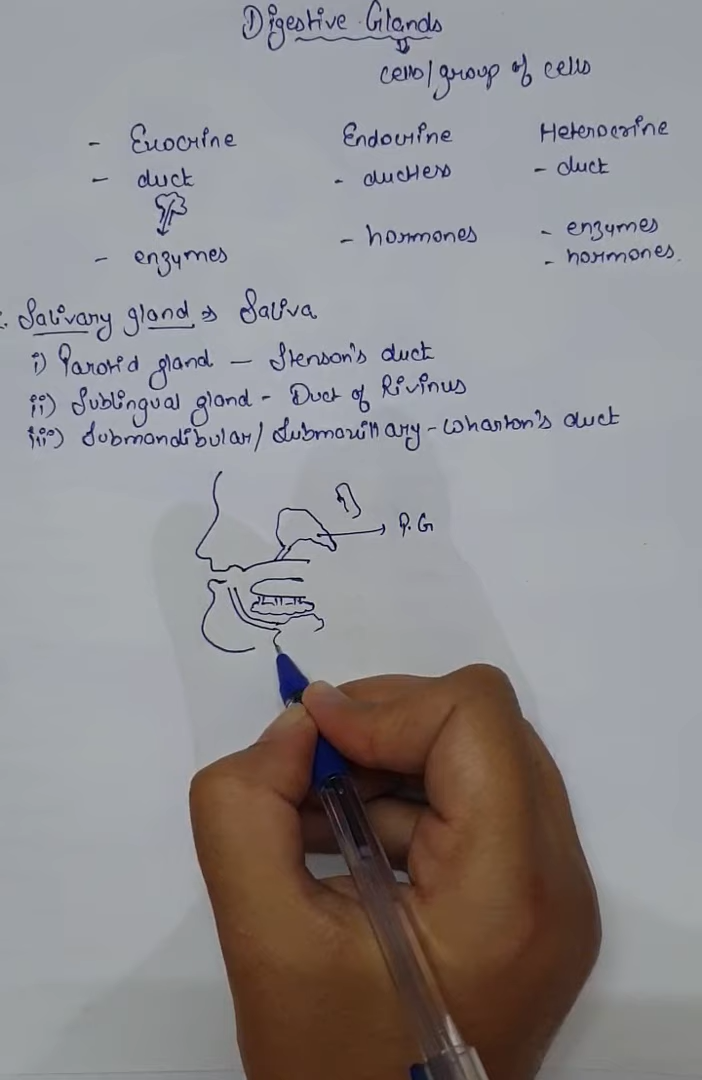 Digestive Glands
cells/group of cells
- Exocrine Endocrine Heterocrine
- duct - ductless - duct
- enzymes - hormones - enzymes
- hormones.
Salivary gland → Saliva
i) Parotid gland - Stenson's duct
ii) Sublingual gland - Duct of Rivinus
iii) Submandibular/Submaxillary - Wharton's duct
P.G